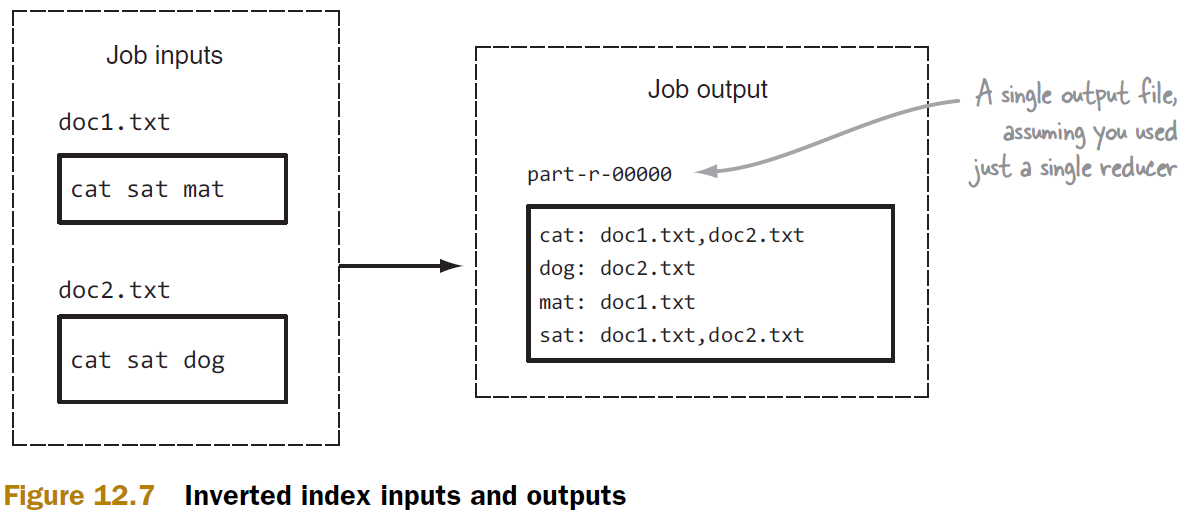 Job inputs
doc1.txt
cat sat mat
doc2.txt
cat sat dog
Job output
part-r-00000
cat: doc1.txt,doc2.txt
dog: doc2.txt
mat: doc1.txt
sat: doc1.txt,doc2.txt
A single output file,
assuming you used
just a single reducer
Figure 12.7 Inverted index inputs and outputs